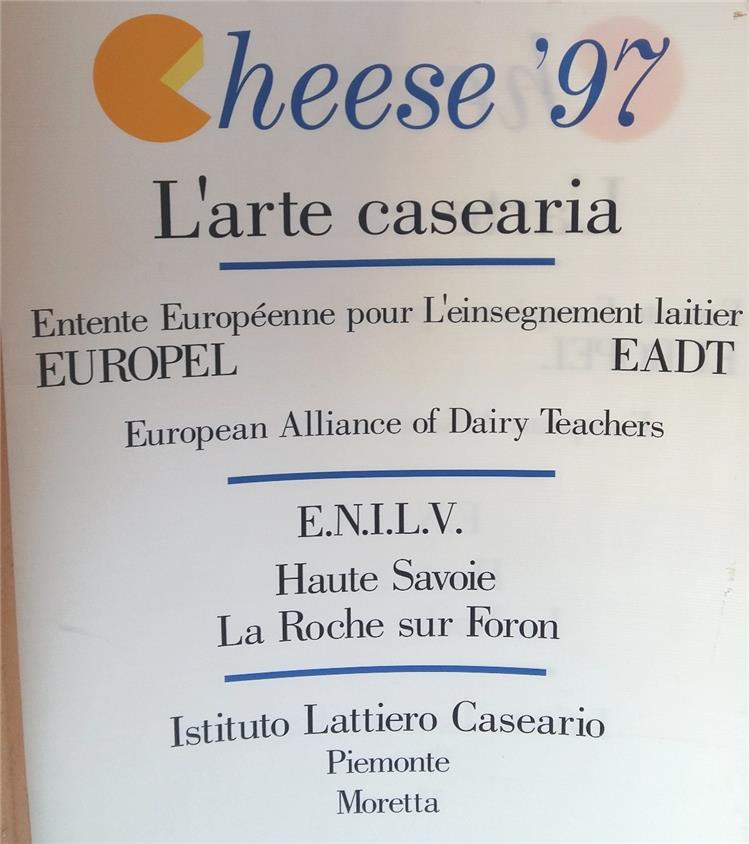 Cheese '97
L'arte casearia
Entente Européenne pour L'einsegnement laitier
EUROPEL EADT
European Alliance of Dairy Teachers
E.N.I.L.V.
Haute Savoie
La Roche sur Foron
Istituto Lattiero Caseario
Piemonte
Moretta